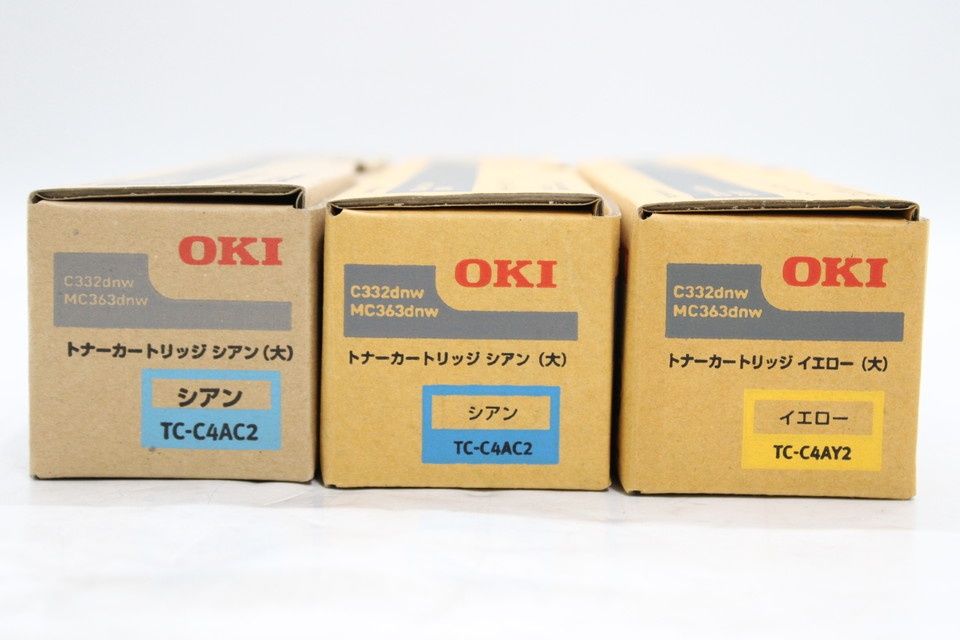 OKI
C332dnw
MC363dnw
トナーカートリッジ シアン（大）
シアン
TC-C4AC2
OKI
C332dnw
MC363dnw
トナーカートリッジ シアン（大）
シアン
TC-C4AC2
OKI
C332dnw
MC363dnw
トナーカートリッジ イエロー（大）
イエロー
TC-C4AY2